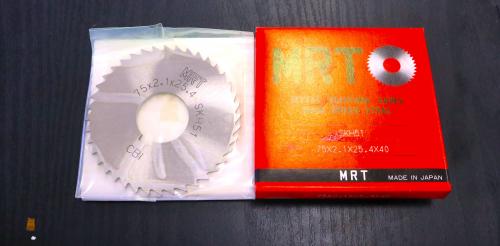 MRT
75x2.1x25.4
SKH51
CBI
MRT
SKH51
75X2.1X25.4X40
MRT
MADE IN JAPAN